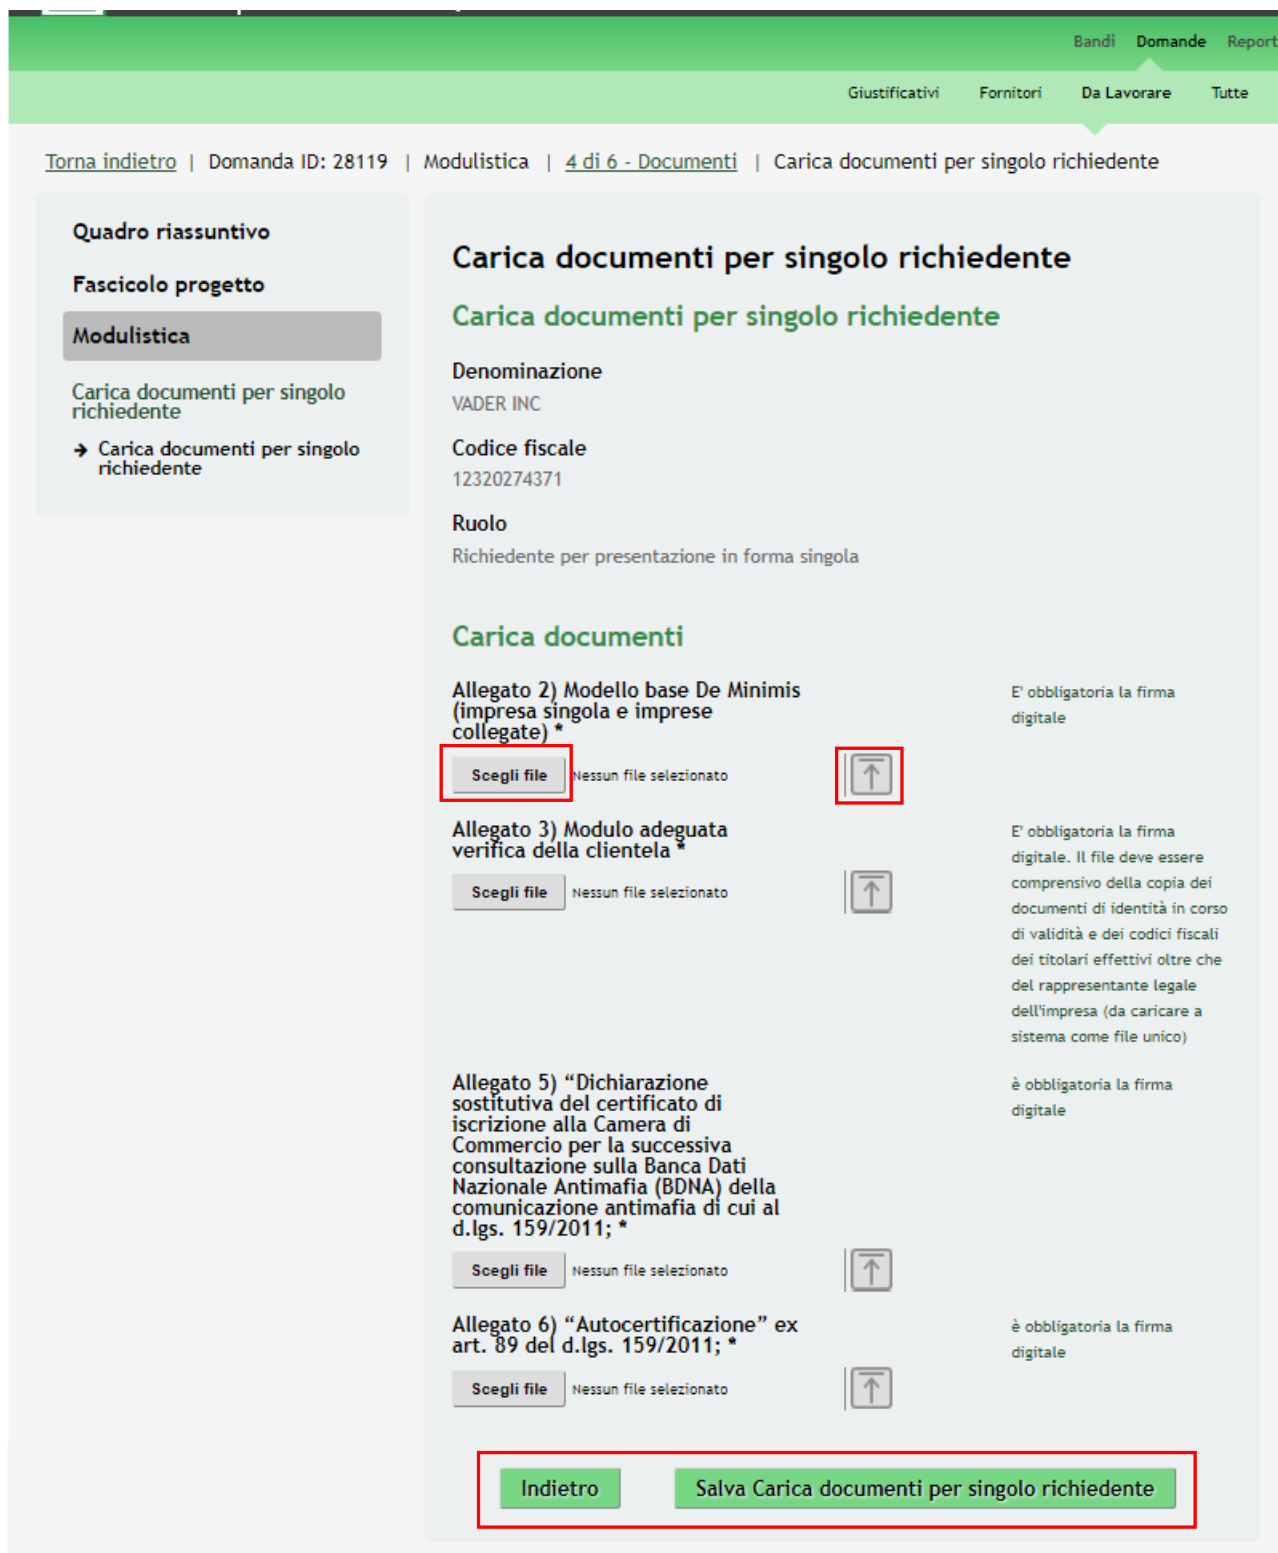 Bandi Domande Report
Giustificativi Fornitori Da Lavorare Tutte
Torna indietro | Domanda ID: 28119 | Modulistica | 4 di 6 - Documenti | Carica documenti per singolo richiedente
Quadro riassuntivo
Fascicolo progetto
Modulistica
Carica documenti per singolo
richiedente
→ Carica documenti per singolo
richiedente
Carica documenti per singolo richiedente
Carica documenti per singolo richiedente
Denominazione
VADER INC
Codice fiscale
12320274371
Ruolo
Richiedente per presentazione in forma singola
Carica documenti
Allegato 2) Modello base De Minimis
(impresa singola e imprese
collegate) *
E' obbligatoria la firma
digitale
Scegli file Nessun file selezionato
Allegato 3) Modulo adeguata
verifica della clientela *
Scegli file Nessun file selezionato
E' obbligatoria la firma
digitale. Il file deve essere
comprensivo della copia dei
documenti di identità in corso
di validità e dei codici fiscali
dei titolari effettivi oltre che
del rappresentante legale
dell'impresa (da caricare a
sistema come file unico)
Allegato 5) “Dichiarazione
sostitutiva del certificato di
iscrizione alla Camera di
Commercio per la successiva
consultazione sulla Banca Dati
Nazionale Antimafia (BDNA) della
comunicazione antimafia di cui al
d.lgs. 159/2011; *
è obbligatoria la firma
digitale
Scegli file Nessun file selezionato
Allegato 6) “Autocertificazione” ex
art. 89 del d.lgs. 159/2011; *
è obbligatoria la firma
digitale
Scegli file Nessun file selezionato
Indietro Salva Carica documenti per singolo richiedente